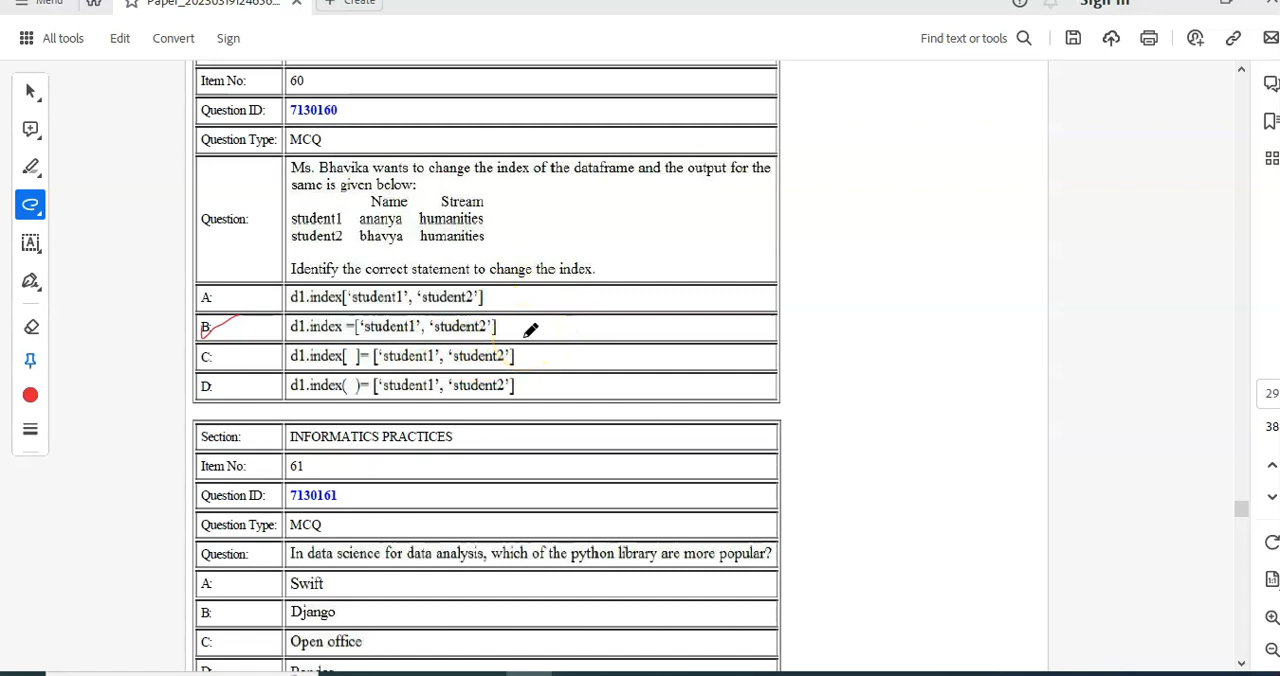 Menu
Paper_20230319124636...
Create
Sign in
All tools
Edit
Convert
Sign
Find text or tools
Item No:
60
Question ID:
7130160
Question Type:
MCQ
Question:
Ms. Bhavika wants to change the index of the dataframe and the output for the
same is given below:
Name Stream
student1 ananya humanities
student2 bhavya humanities
Identify the correct statement to change the index.
A:
d1.index[‘student1’, ‘student2’]
B:
d1.index =[‘student1’, ‘student2’]
C:
d1.index[ ]= [‘student1’, ‘student2’]
D:
d1.index( )= [‘student1’, ‘student2’]
Section:
INFORMATICS PRACTICES
Item No:
61
Question ID:
7130161
Question Type:
MCQ
Question:
In data science for data analysis, which of the python library are more popular?
A:
Swift
B:
Django
C:
Open office
D:
Pandas
29
38